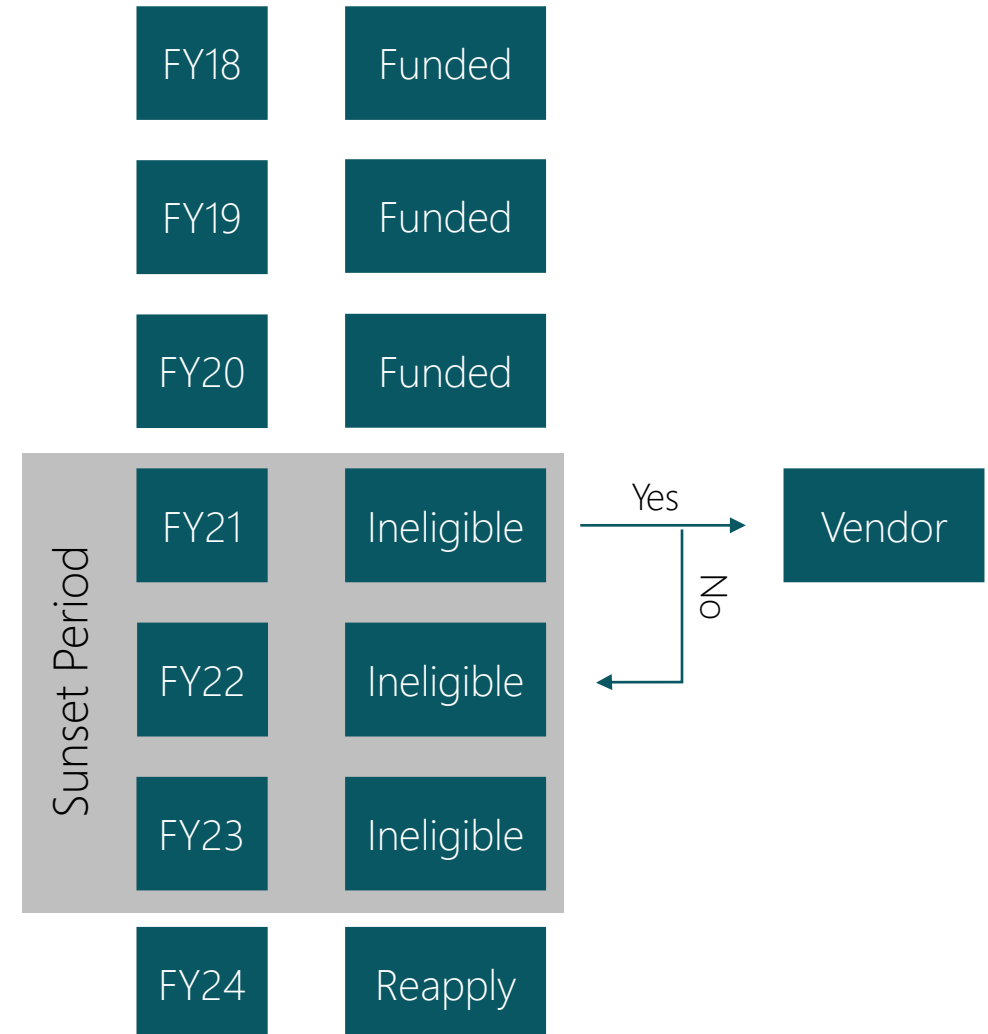 FY18
Funded
FY19
Funded
FY20
Funded
Sunset Period
FY21
Ineligible
Yes
Vendor
No
FY22
Ineligible
FY23
Ineligible
FY24
Reapply